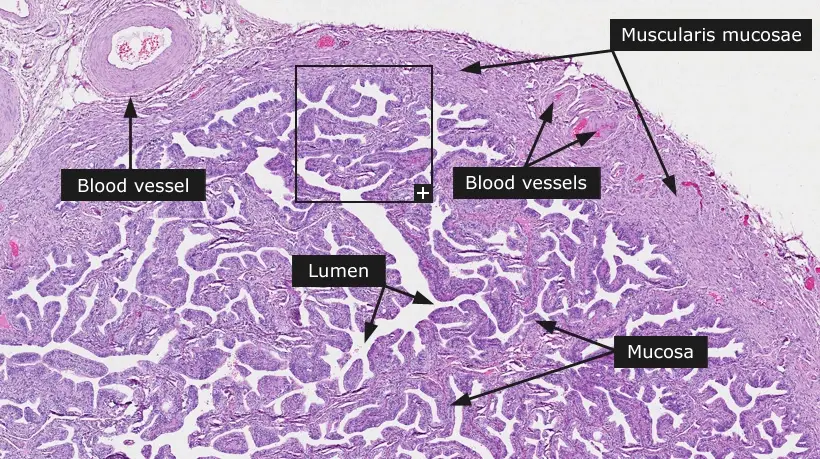 Muscularis mucosae
Blood vessel
Blood vessels
Lumen
Mucosa